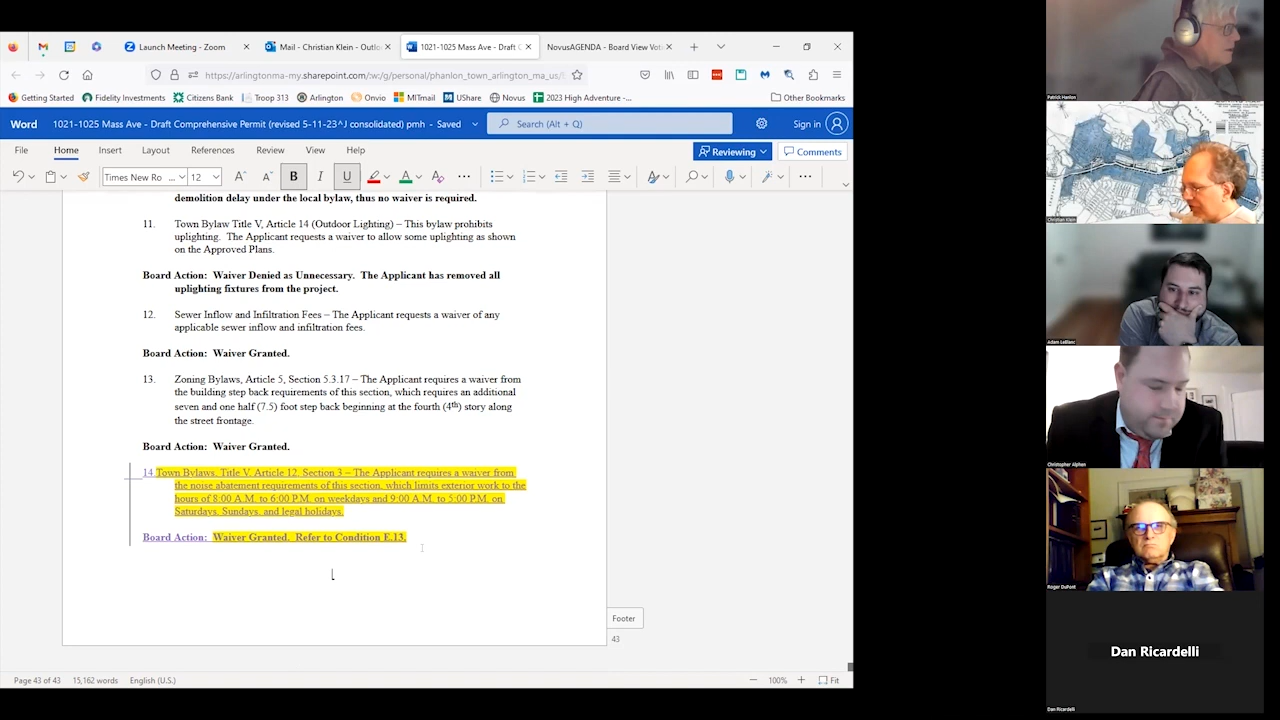 Launch Meeting - Zoom
Mail - Christian Klein - Outlo
1021-1025 Mass Ave - Draft C
NovusAGENDA - Board View Vot
https://arlingtonma-my.sharepoint.com/:w:/g/personal/phanlon_town_arlington_ma_us/
Getting Started
Fidelity Investments
Citizens Bank
Troop 313
Arlington
Onvio
MITmail
UShare
Novus
2023 High Adventure -...
Other Bookmarks
Word
1021-1025 Mass Ave - Draft Comprehensive Permit (revised 5-11-23^J consolidated) pmh - Saved
Search (Alt + Q)
Sign in
File
Home
Insert
Layout
References
Review
View
Help
Reviewing
Comments
Times New Ro ...
12
B
I
U
demolition delay under the local bylaw, thus no waiver is required.
11. Town Bylaw Title V, Article 14 (Outdoor Lighting) – This bylaw prohibits
uplighting. The Applicant requests a waiver to allow some uplighting as shown
on the Approved Plans.
Board Action: Waiver Denied as Unnecessary. The Applicant has removed all
uplighting fixtures from the project.
12. Sewer Inflow and Infiltration Fees – The Applicant requests a waiver of any
applicable sewer inflow and infiltration fees.
Board Action: Waiver Granted.
13. Zoning Bylaws, Article 5, Section 5.3.17 – The Applicant requires a waiver from
the building step back requirements of this section, which requires an additional
seven and one half (7.5) foot step back beginning at the fourth (4th) story along
the street frontage.
Board Action: Waiver Granted.
14. Town Bylaws, Title V, Article 12, Section 3 – The Applicant requires a waiver from
the noise abatement requirements of this section, which limits exterior work to the
hours of 8:00 A.M. to 6:00 P.M. on weekdays and 9:00 A.M. to 5:00 P.M. on
Saturdays, Sundays, and legal holidays.
Board Action: Waiver Granted. Refer to Condition E.13.
Footer
43
Page 43 of 43
15,162 words
English (U.S.)
100%
Fit
Patrick Hanlon
Christian Klein
Adam LeBlanc
Christopher Alphen
Roger DuPont
Dan Ricardelli
Dan Ricardelli